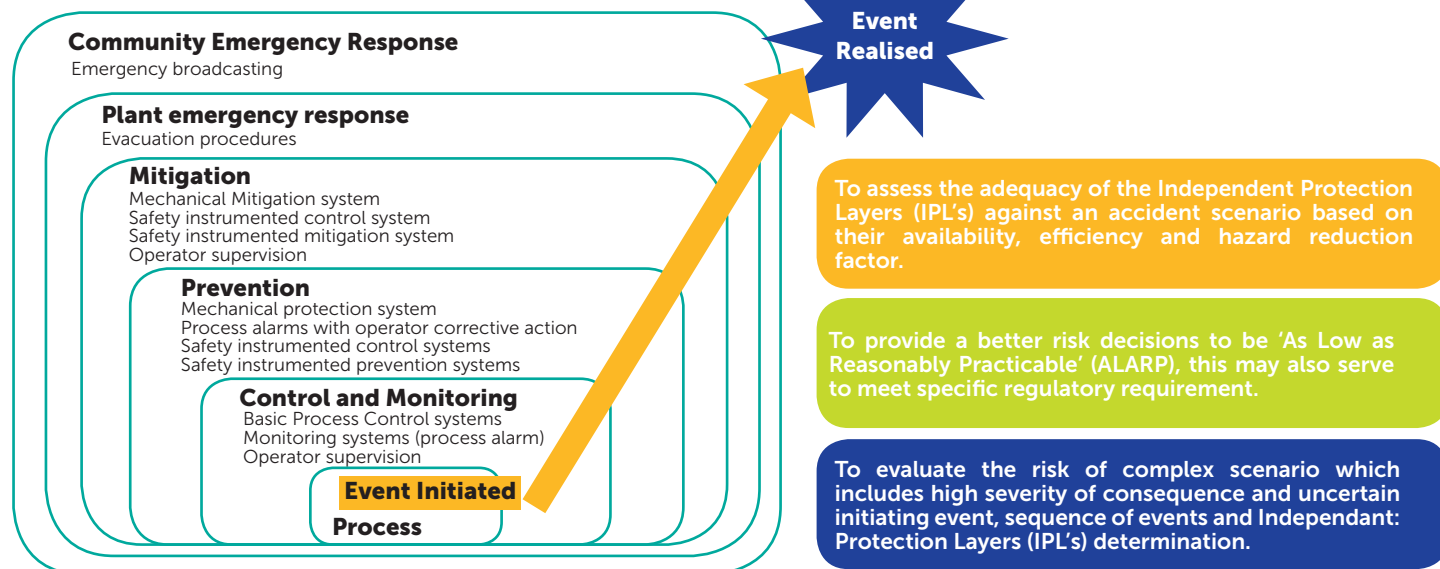 Event
Realised
Community Emergency Response
Emergency broadcasting
Plant emergency response
Evacuation procedures
Mitigation
Mechanical Mitigation system
Safety instrumented control system
Safety instrumented mitigation system
Operator supervision
Prevention
Mechanical protection system
Process alarms with operator corrective action
Safety instrumented control systems
Safety instrumented prevention systems
Control and Monitoring
Basic Process Control systems
Monitoring systems (process alarm)
Operator supervision
Event Initiated
Process
To assess the adequacy of the Independent Protection
Layers (IPL's) against an accident scenario based on
their availability, efficiency and hazard reduction
factor.
To provide a better risk decisions to be ‘As Low as
Reasonably Practicable’ (ALARP), this may also serve
to meet specific regulatory requirement.
To evaluate the risk of complex scenario which
includes high severity of consequence and uncertain
initiating event, sequence of events and Independant:
Protection Layers (IPL's) determination.